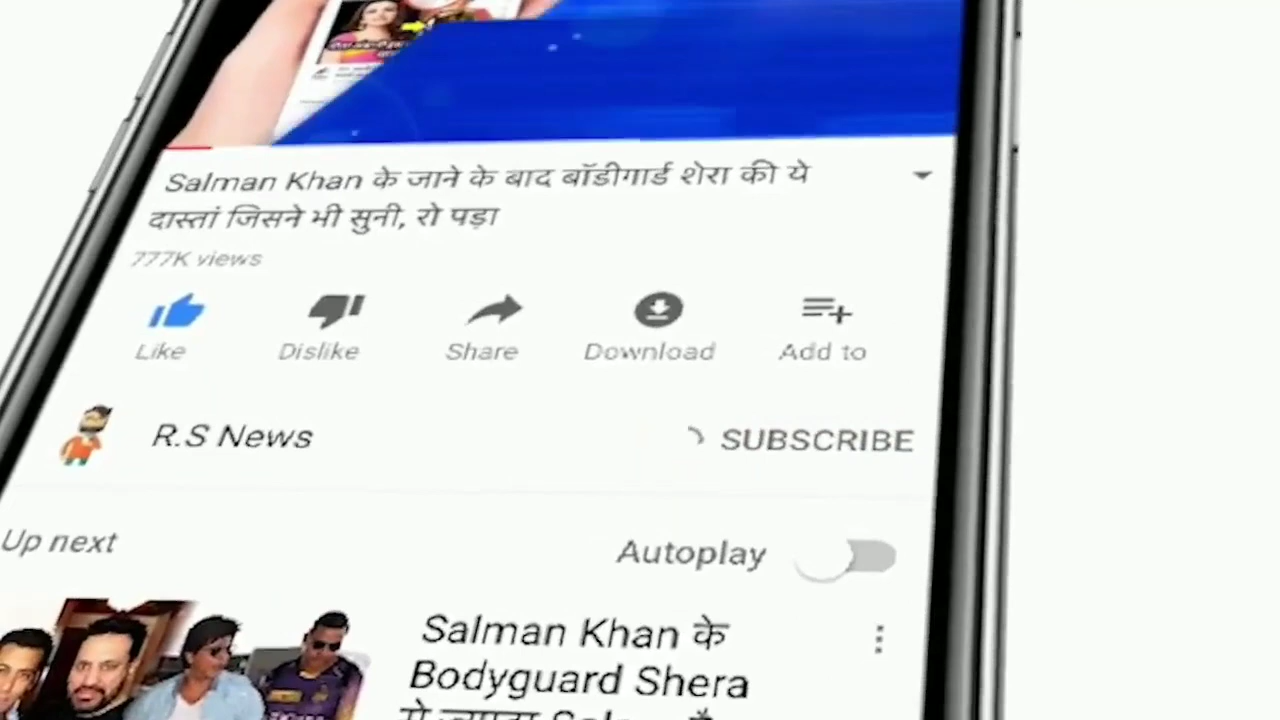 Salman Khan के जाने के बाद बॉडीगार्ड शेरा की ये
दास्तां जिसने भी सुनी, रो पड़ा
777K views
Like
Dislike
Share
Download
Add to
R.S News
SUBSCRIBE
Up next
Autoplay
Salman Khan के
Bodyguard Shera